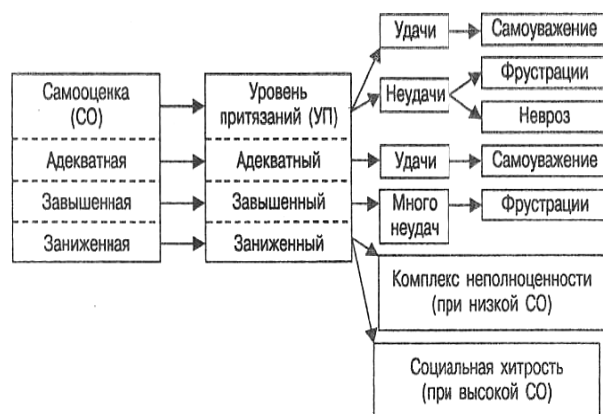 Самооценка
(СО)
Адекватная
Завышенная
Заниженная
Уровень
притязаний (УП)
Адекватный
Завышенный
Заниженный
Удачи
Самоуважение
Неудачи
Фрустрации
Невроз
Удачи
Самоуважение
Много
неудач
Фрустрации
Комплекс неполноценности
(при низкой СО)
Социальная хитрость
(при высокой СО)